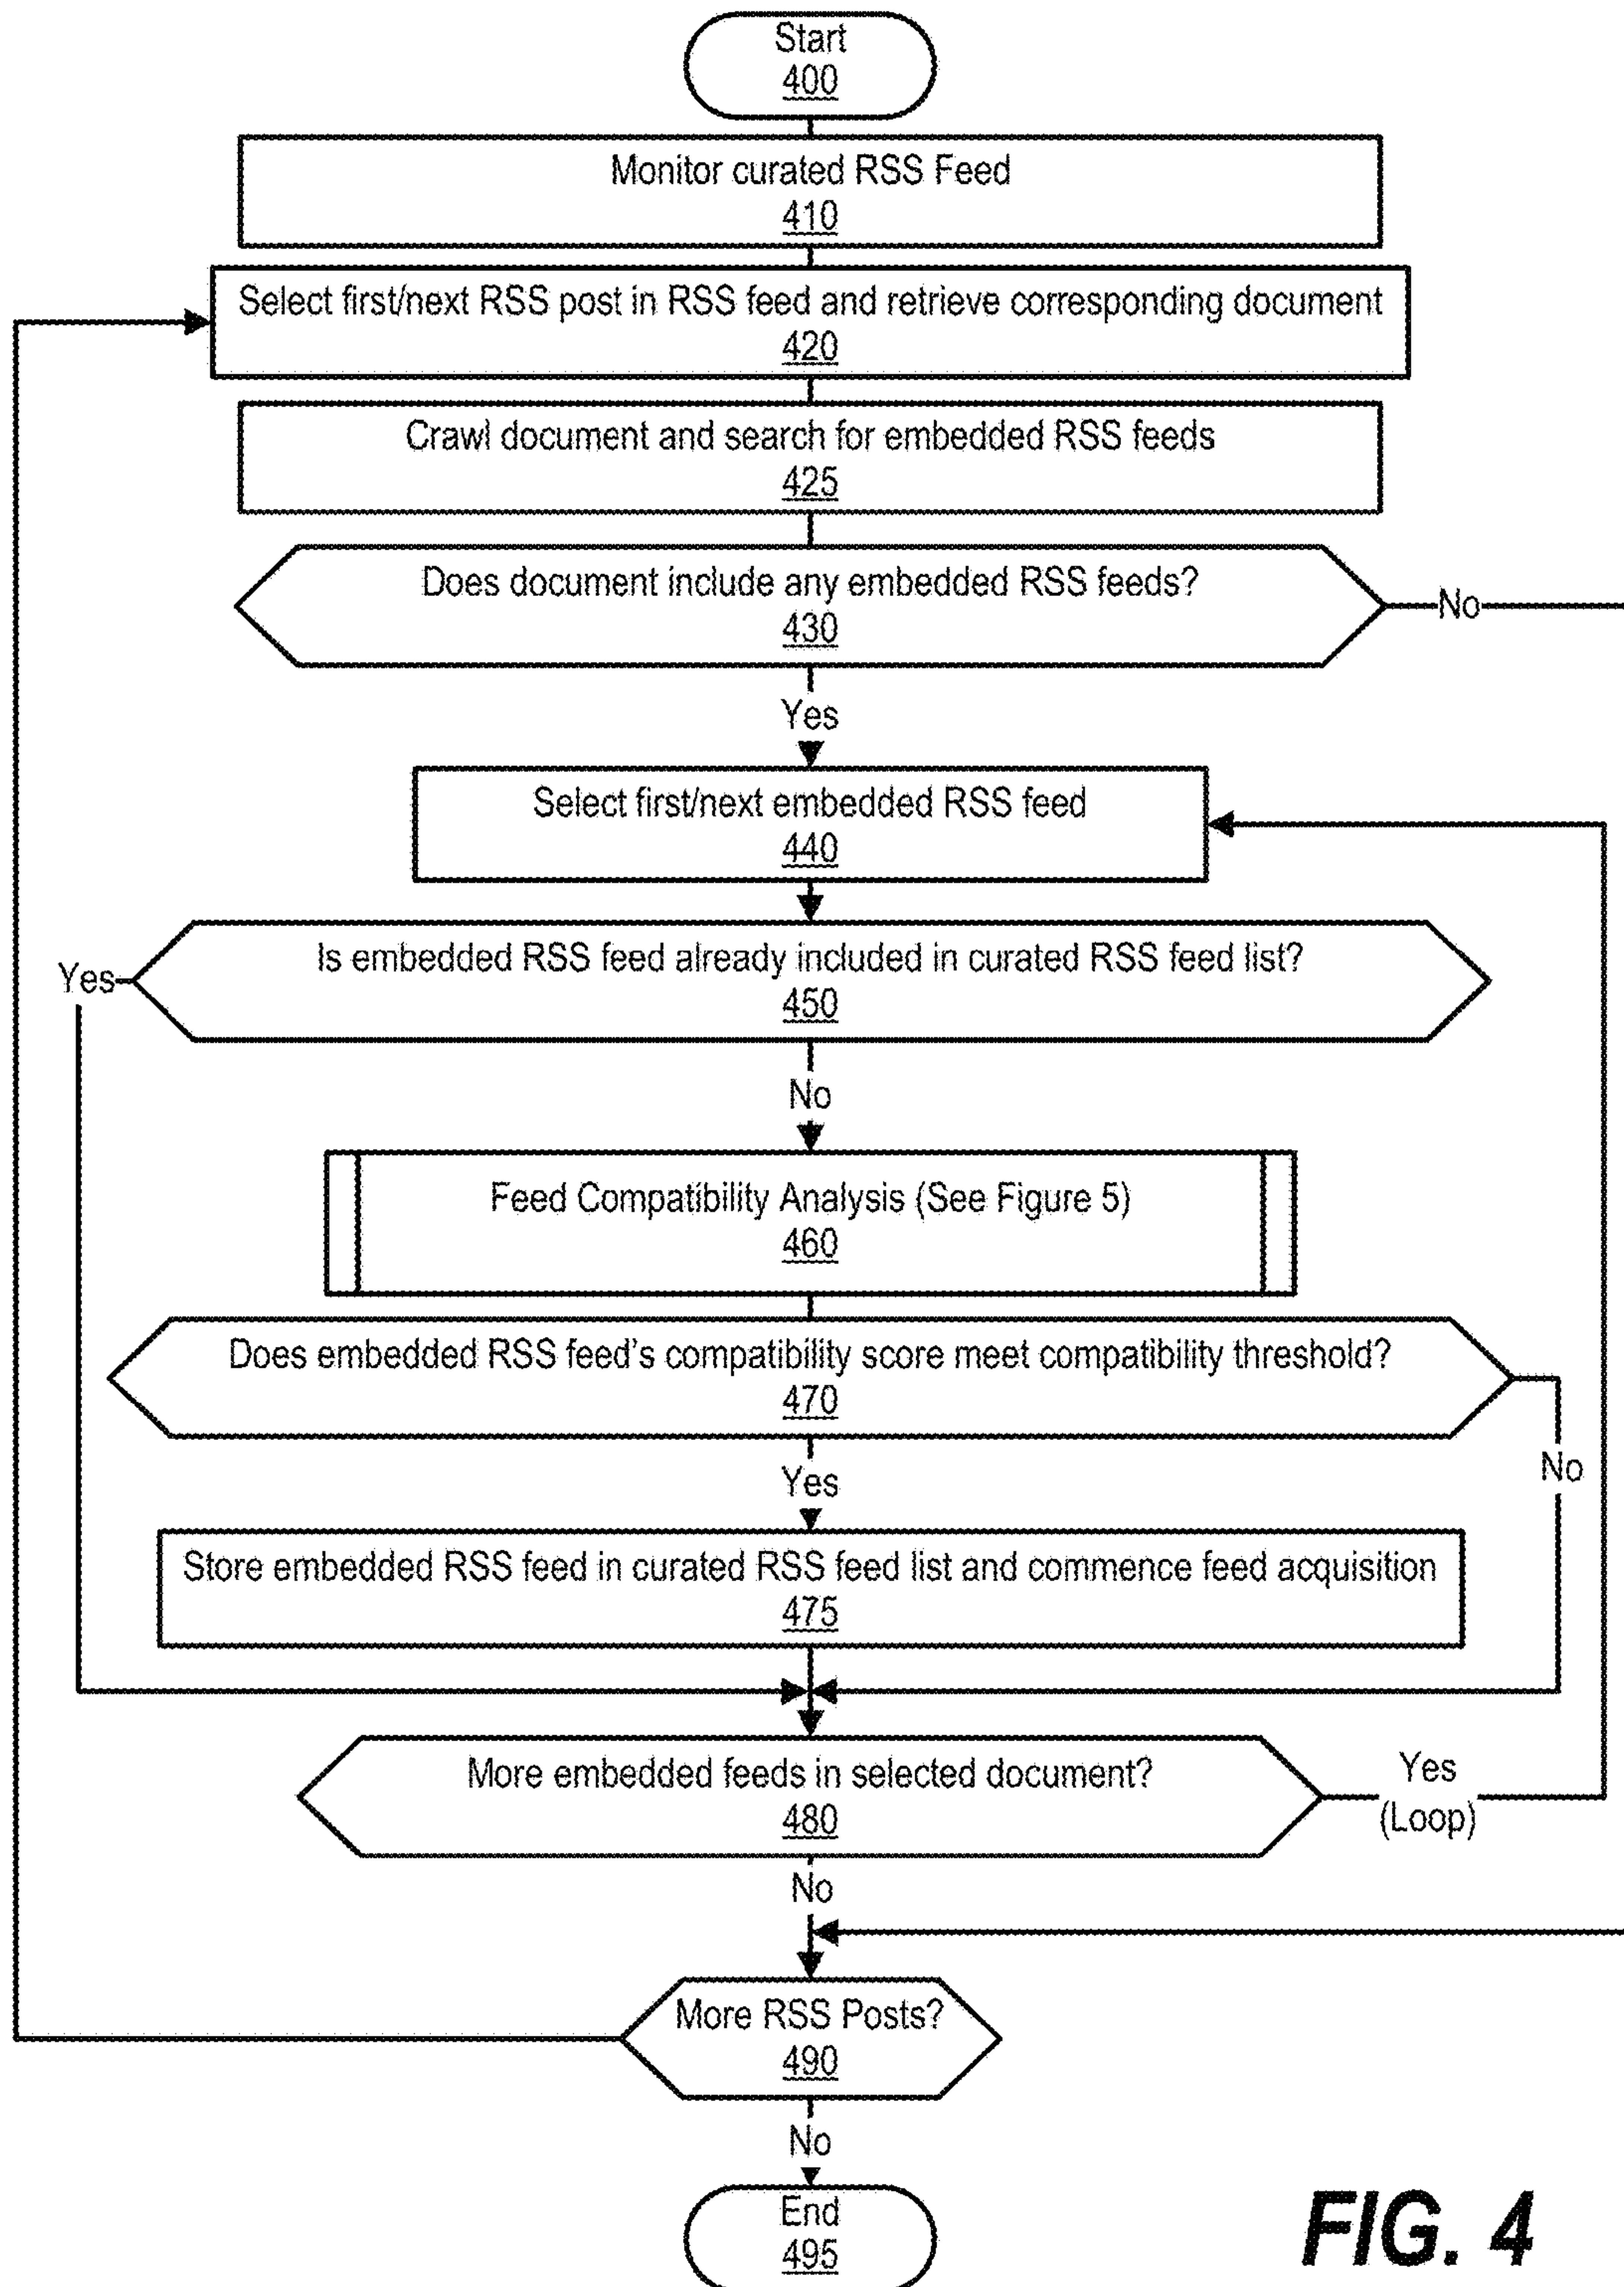 Start
400
Monitor curated RSS Feed
410
Select first/next RSS post in RSS feed and retrieve corresponding document
420
Crawl document and search for embedded RSS feeds
425
Does document include any embedded RSS feeds?
430
No
Yes
Select first/next embedded RSS feed
440
Is embedded RSS feed already included in curated RSS feed list?
450
Yes
No
Feed Compatibility Analysis (See Figure 5)
460
Does embedded RSS feed's compatibility score meet compatibility threshold?
470
No
Yes
Store embedded RSS feed in curated RSS feed list and commence feed acquisition
475
More embedded feeds in selected document?
480
Yes
(Loop)
No
More RSS Posts?
490
No
End
495
FIG. 4